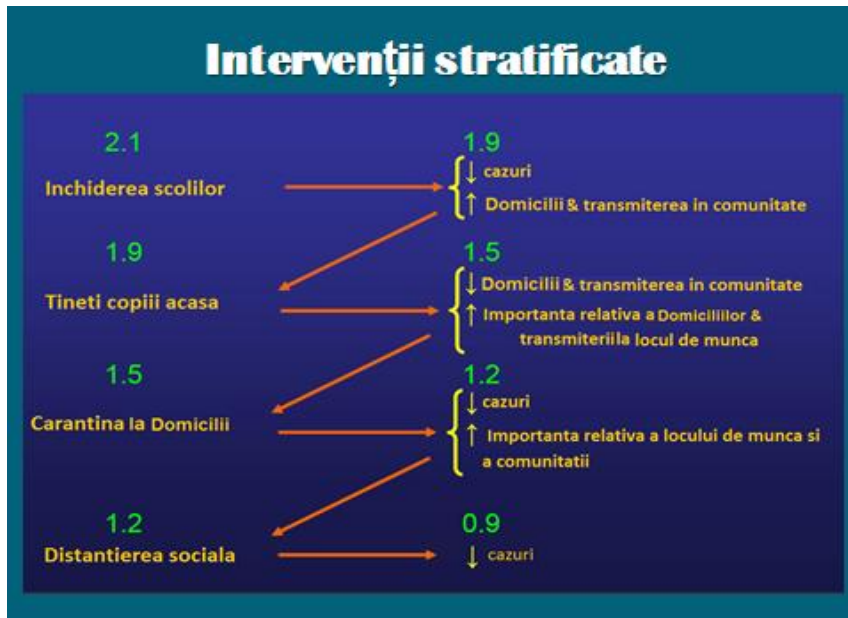 Intervenții stratificate
2.1
1.9
Inchiderea scolilor
↓ cazuri
↑ Domicilii & transmiterea in comunitate
1.9
1.5
Tineti copiii acasa
↓ Domicilii & transmiterea in comunitate
↑ Importanta relativa a Domiciliilor &
transmiterii la locul de munca
1.5
1.2
Carantina la Domicilii
↓ cazuri
↑ Importanta relativa a locului de munca si
a comunitatii
1.2
0.9
Distantierea sociala
↓ cazuri